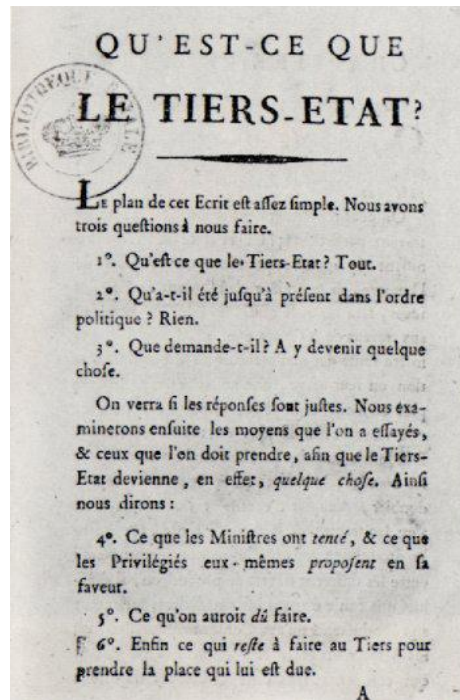 QU'EST-CE QUE
LE TIERS-ETAT?
BIBLIOTHEQUE
LE plan de cet Ecrit eſt aſſez ſimple. Nous avons
trois queſtions à nous faire.
1°. Qu'eſt ce que le Tiers-Etat? Tout.
2°. Qu'a-t-il été juſqu'à préſent dans l'ordre
politique ? Rien.
3°. Que demande-t-il? A y devenir quelque
choſe.
On verra ſi les réponſes ſont juſtes. Nous exa-
minerons enſuite les moyens que l'on a eſſayés,
& ceux que l'on doit prendre, afin que le Tiers-
Etat devienne, en effet, quelque choſe. Ainſi
nous dirons :
4°. Ce que les Miniſtres ont tenté, & ce que
les Privilégiés eux-mêmes propoſent en ſa
faveur.
5°. Ce qu'on auroit dû faire.
6°. Enfin ce qui reſte à faire au Tiers pour
prendre la place qui lui eſt due.
A